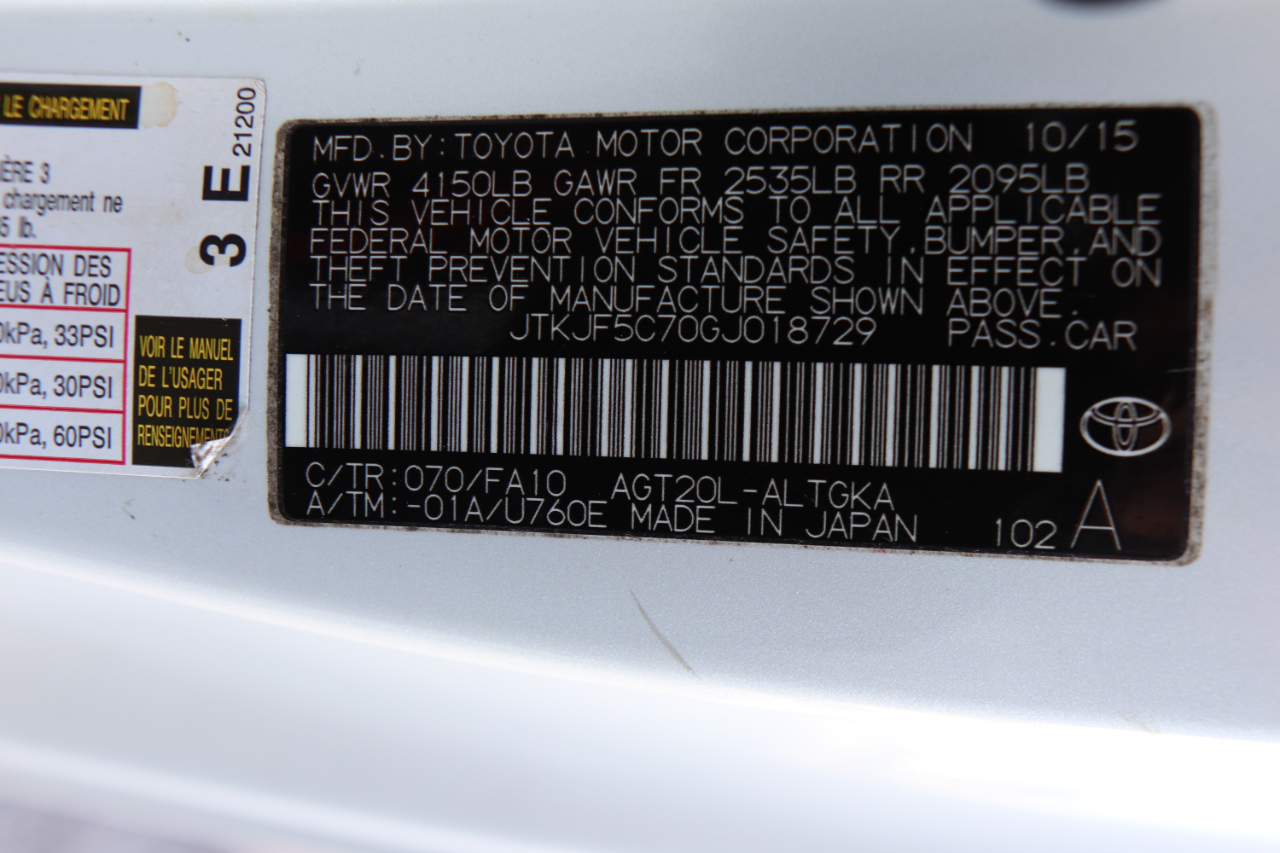 LE CHARGEMENT
3
chargement ne
lb.
DES
À FROID
kPa, 33PSI
kPa, 30PSI
kPa, 60PSI
VOIR LE MANUEL
DE L'USAGER
POUR PLUS DE
RENSEIGNEMENTS
3 E 21200
MFD.BY:TOYOTA MOTOR CORPORATION 10/15
GVWR 4150LB GAWR FR 2535LB RR 2095LB
THIS VEHICLE CONFORMS TO ALL APPLICABLE
FEDERAL MOTOR VEHICLE SAFETY,BUMPER,AND
THEFT PREVENTION STANDARDS IN EFFECT ON
THE DATE OF MANUFACTURE SHOWN ABOVE.
JTKJF5C70GJ018729 PASS.CAR
C/TR:070/FA10 AGT20L-ALTGKA
A/TM:-01A/U760E MADE IN JAPAN 102 A